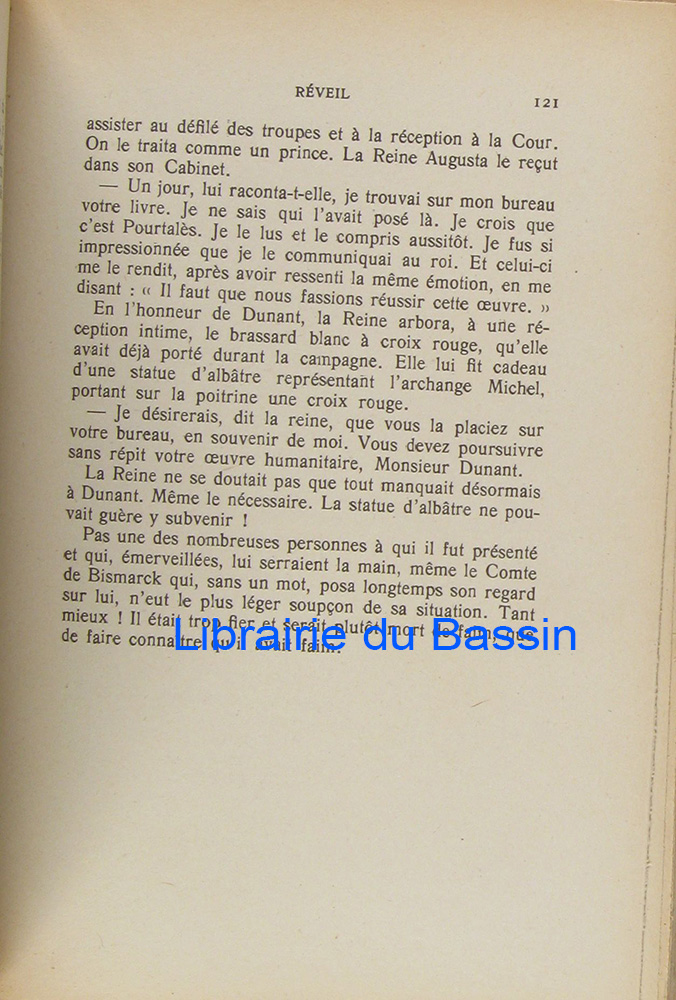 RÉVEIL
121
assister au défilé des troupes et à la réception à la Cour.
On le traita comme un prince. La Reine Augusta le reçut
dans son Cabinet.
— Un jour, lui raconta-t-elle, je trouvai sur mon bureau
votre livre. Je ne sais qui l'avait posé là. Je crois que
c'est Pourtalès. Je le lus et le compris aussitôt. Je fus si
impressionnée que je le communiquai au roi. Et celui-ci
me le rendit, après avoir ressenti la même émotion, en me
disant : « Il faut que nous fassions réussir cette œuvre. »
En l'honneur de Dunant, la Reine arbora, à une ré-
ception intime, le brassard blanc à croix rouge, qu'elle
avait déjà porté durant la campagne. Elle lui fit cadeau
d'une statue d'albâtre représentant l'archange Michel,
portant sur la poitrine une croix rouge.
— Je désirerais, dit la reine, que vous la placiez sur
votre bureau, en souvenir de moi. Vous devez poursuivre
sans répit votre œuvre humanitaire, Monsieur Dunant.
La Reine ne se doutait pas que tout manquait désormais
à Dunant. Même le nécessaire. La statue d'albâtre ne pou-
vait guère y subvenir !
Pas une des nombreuses personnes à qui il fut présenté
et qui, émerveillées, lui serraient la main, même le Comte
de Bismarck qui, sans un mot, posa longtemps son regard
sur lui, n'eut le plus léger soupçon de sa situation. Tant
mieux ! Il était trop fier et serait plutôt mort de faim, que
de faire connaître qu'il avait faim.
Librairie du Bassin